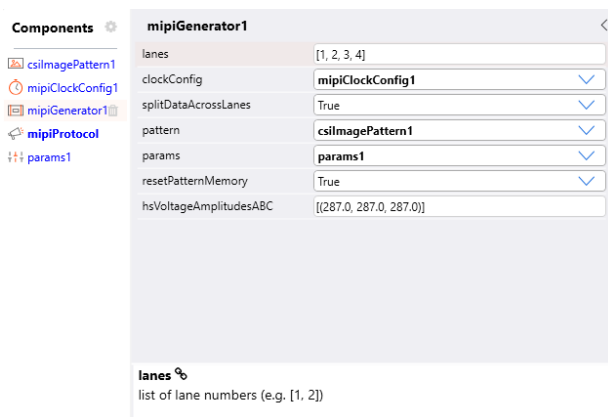 Components
csiImagePattern1
mipiClockConfig1
mipiGenerator1
mipiProtocol
params1
mipiGenerator1
lanes [1, 2, 3, 4]
clockConfig mipiClockConfig1
splitDataAcrossLanes True
pattern csiImagePattern1
params params1
resetPatternMemory True
hsVoltageAmplitudesABC [(287.0, 287.0, 287.0)]
lanes
list of lane numbers (e.g. [1, 2])